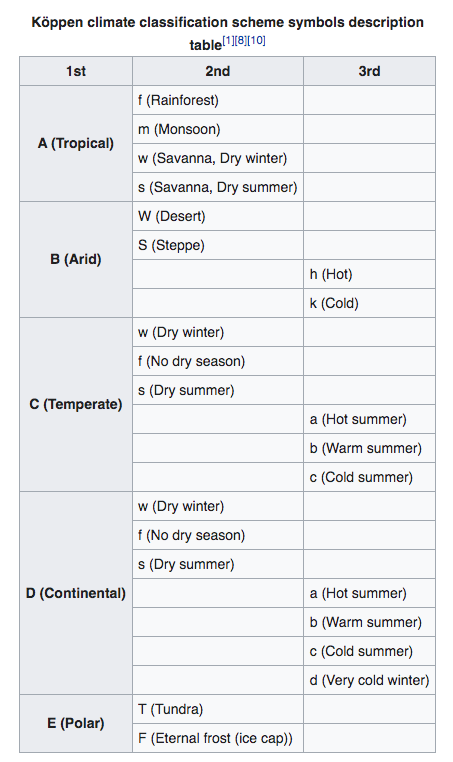 Köppen climate classification scheme symbols description
table[1][8][10]
1st 2nd 3rd
A (Tropical)
f (Rainforest)
m (Monsoon)
w (Savanna, Dry winter)
s (Savanna, Dry summer)
B (Arid)
W (Desert)
S (Steppe)
h (Hot)
k (Cold)
C (Temperate)
w (Dry winter)
f (No dry season)
s (Dry summer)
a (Hot summer)
b (Warm summer)
c (Cold summer)
D (Continental)
w (Dry winter)
f (No dry season)
s (Dry summer)
a (Hot summer)
b (Warm summer)
c (Cold summer)
d (Very cold winter)
E (Polar)
T (Tundra)
F (Eternal frost (ice cap))